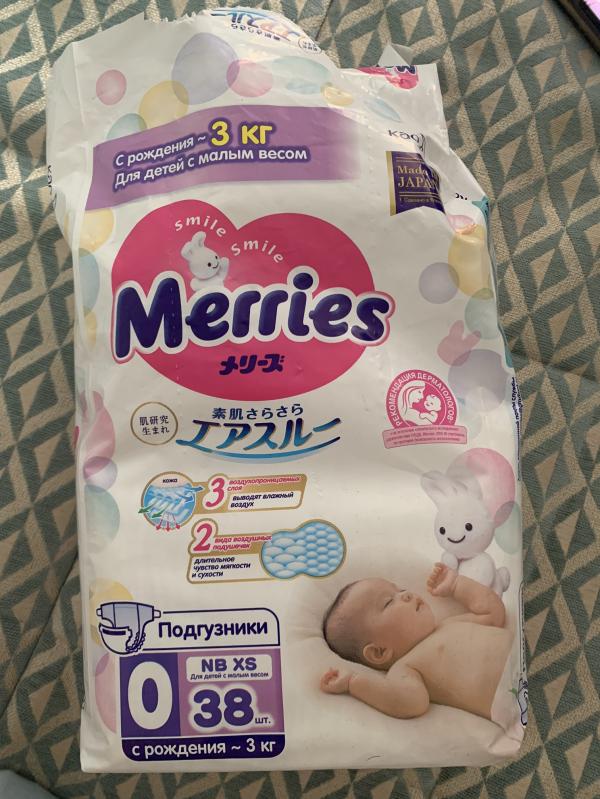 С рождения ~ 3 кг
Для детей с малым весом
Kao
Made in
JAPAN
smile smile
Merries
メリーズ
肌研究
生まれ
素肌さらさら
エアスルー
РЕКОМЕНДАЦИЯ ДЕРМАТОЛОГОВ
кожа
3 воздухопроницаемых
слоя
выводят влажный
воздух
2 вида воздушных
подушечек
длительное
чувство мягкости
и сухости
Подгузники
0
NB XS
Для детей с малым весом
38 шт.
с рождения ~ 3 кг